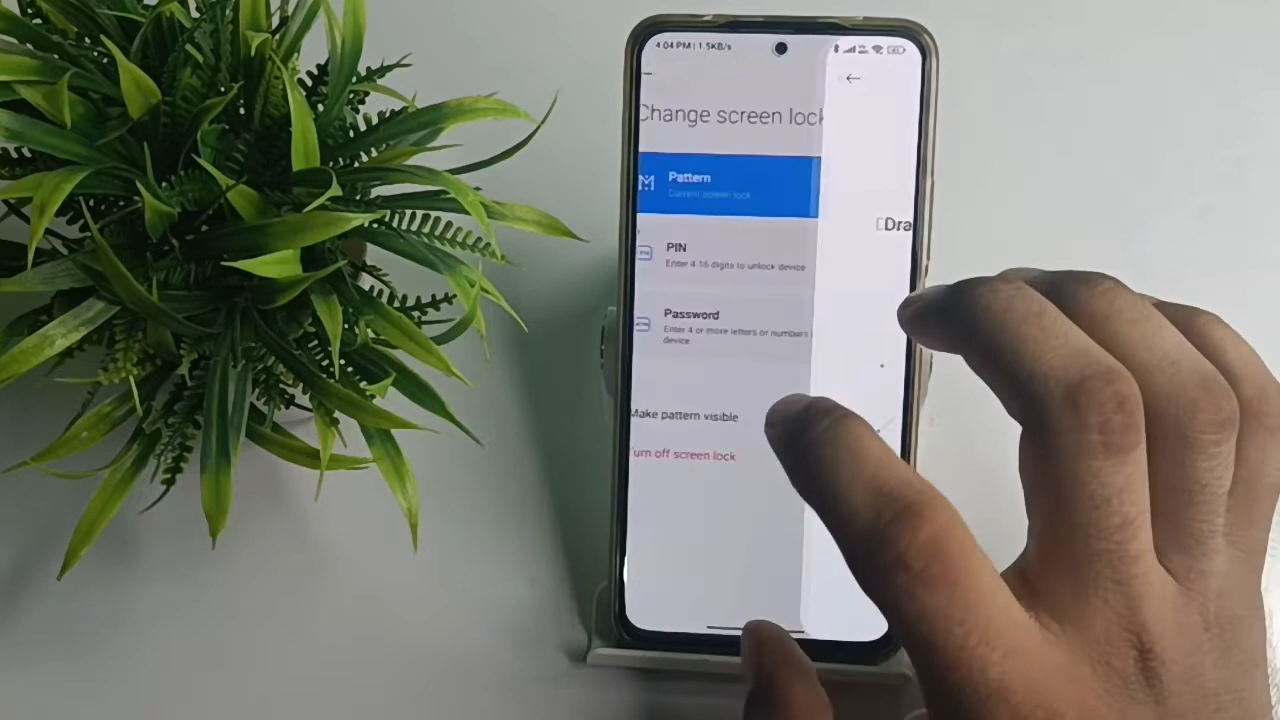 4:04 PM | 1.5KB/s
Change screen lock
Pattern
Current screen lock
PIN
Enter 4-16 digits to unlock device
Password
Enter 4 or more letters or numbers
device
Make pattern visible
Turn off screen lock
Dra